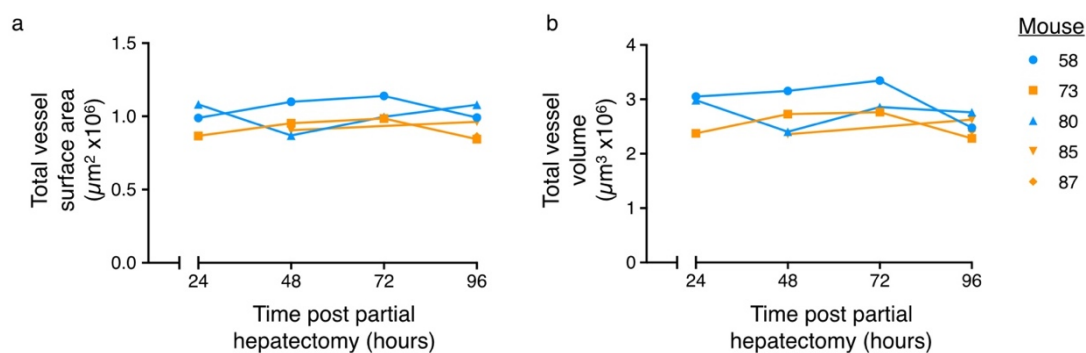 a
Total vessel
surface area
(µm² x10⁶)
1.5
1.0
0.5
0.0
24 48 72 96
Time post partial
hepatectomy (hours)
b
Total vessel
volume
(µm³ x10⁶)
4
3
2
1
0
24 48 72 96
Time post partial
hepatectomy (hours)
Mouse
58
73
80
85
87